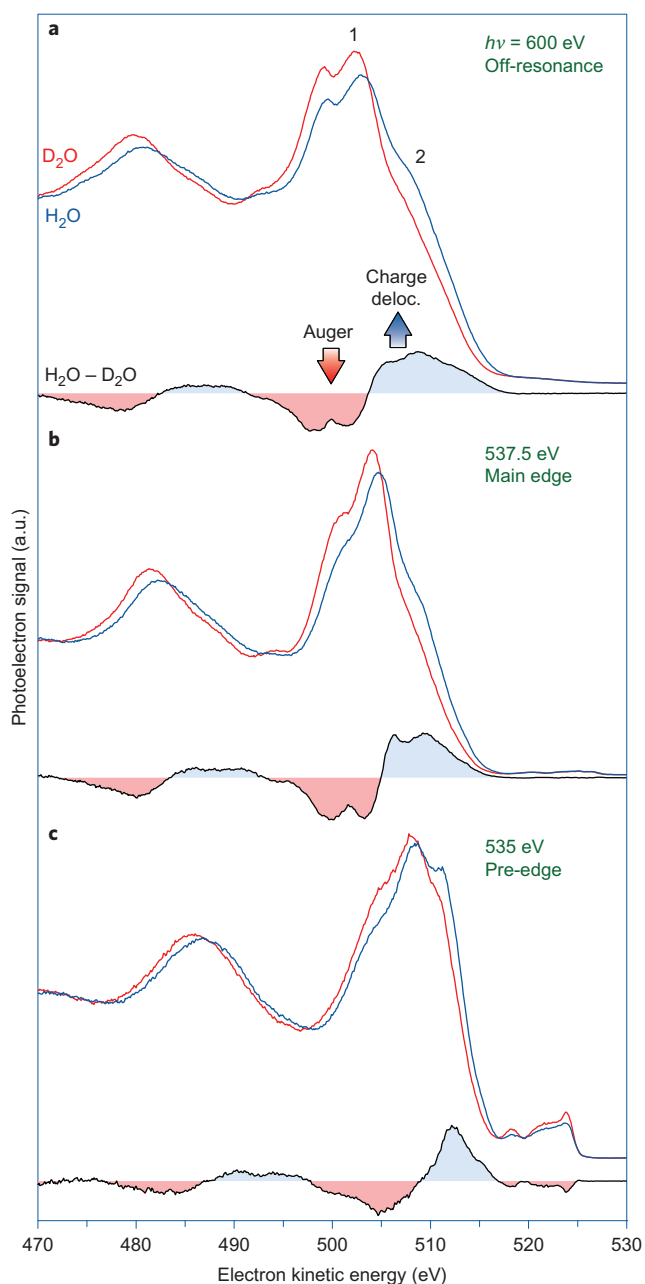 a
1
hν = 600 eV
Off-resonance
D₂O
2
H₂O
Charge
deloc.
Auger
H₂O – D₂O
b
537.5 eV
Main edge
Photoelectron signal (a.u.)
c
535 eV
Pre-edge
470 480 490 500 510 520 530
Electron kinetic energy (eV)